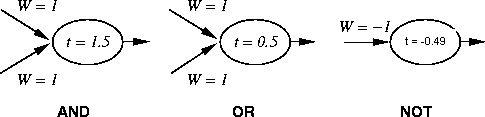 W = 1 W = 1 W = -1
t = 1.5 t = 0.5 t = -0.49
W = 1 W = 1
AND OR NOT